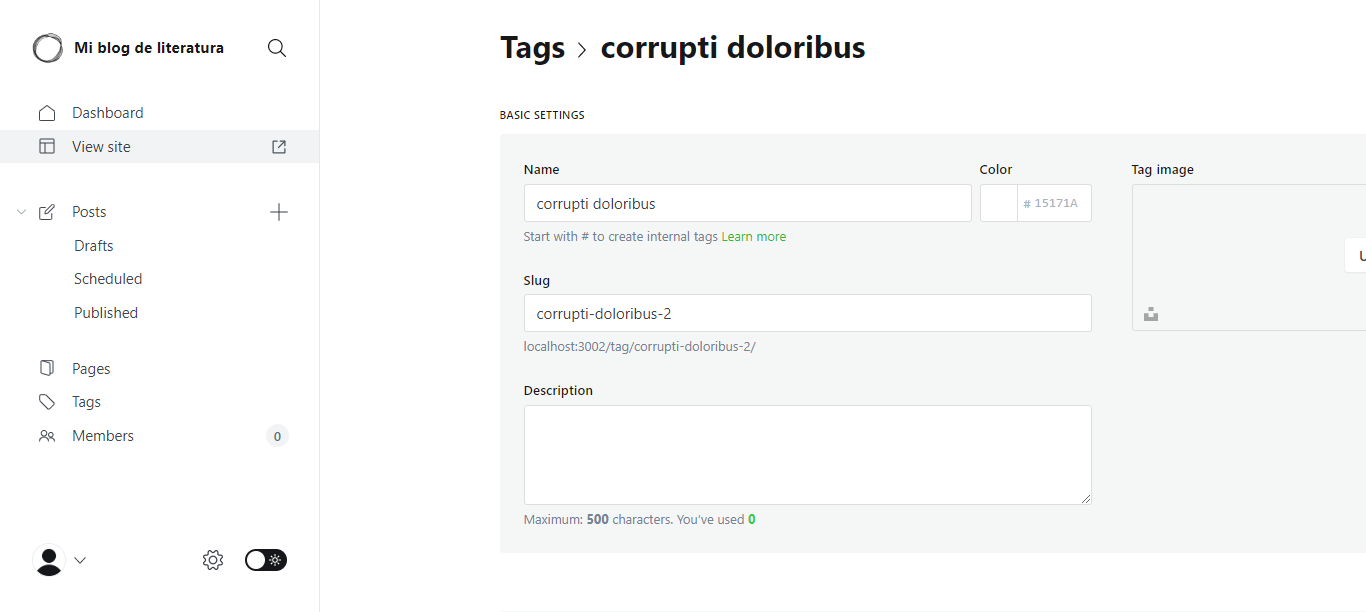 Mi blog de literatura
Dashboard
View site
Posts
Drafts
Scheduled
Published
Pages
Tags
Members 0
Tags › corrupti doloribus
BASIC SETTINGS
Name
corrupti doloribus
Start with # to create internal tags Learn more
Color
# 15171A
Slug
corrupti-doloribus-2
localhost:3002/tag/corrupti-doloribus-2/
Description
Maximum: 500 characters. You've used 0
Tag image